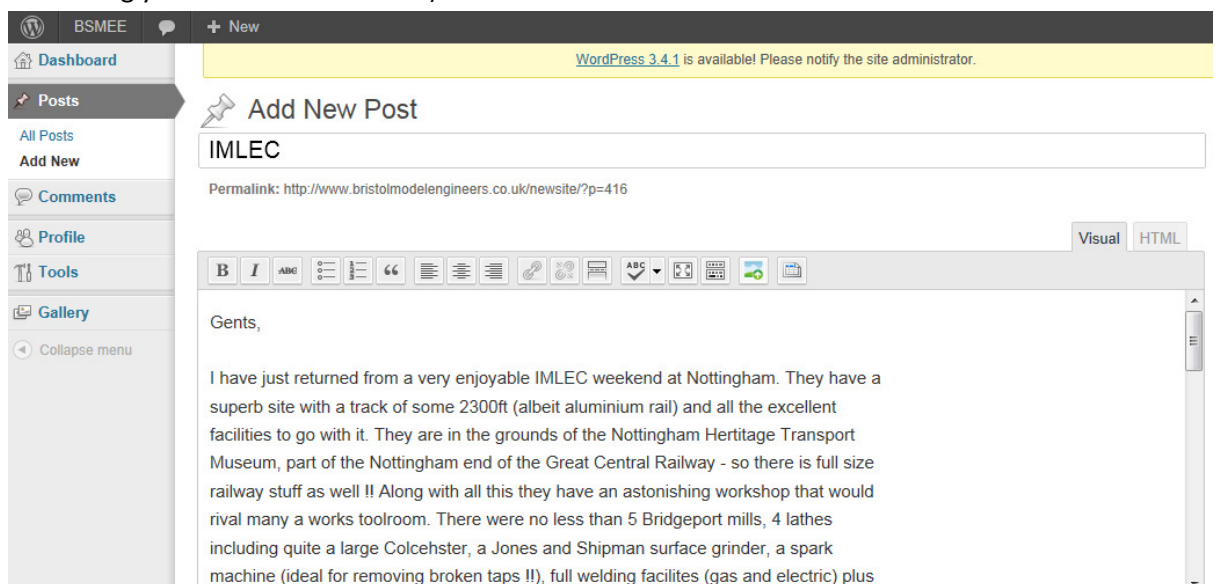 BSMEE + New
Dashboard
WordPress 3.4.1 is available! Please notify the site administrator.
Posts
Add New Post
All Posts
Add New
IMLEC
Permalink: http://www.bristolmodelengineers.co.uk/newsite/?p=416
Comments
Profile
Visual HTML
Tools
B I ABC ABC
Gallery
Collapse menu
Gents,
I have just returned from a very enjoyable IMLEC weekend at Nottingham. They have a
superb site with a track of some 2300ft (albeit aluminium rail) and all the excellent
facilities to go with it. They are in the grounds of the Nottingham Hertitage Transport
Museum, part of the Nottingham end of the Great Central Railway - so there is full size
railway stuff as well !! Along with all this they have an astonishing workshop that would
rival many a works toolroom. There were no less than 5 Bridgeport mills, 4 lathes
including quite a large Colcehster, a Jones and Shipman surface grinder, a spark
machine (ideal for removing broken taps !!), full welding facilites (gas and electric) plus